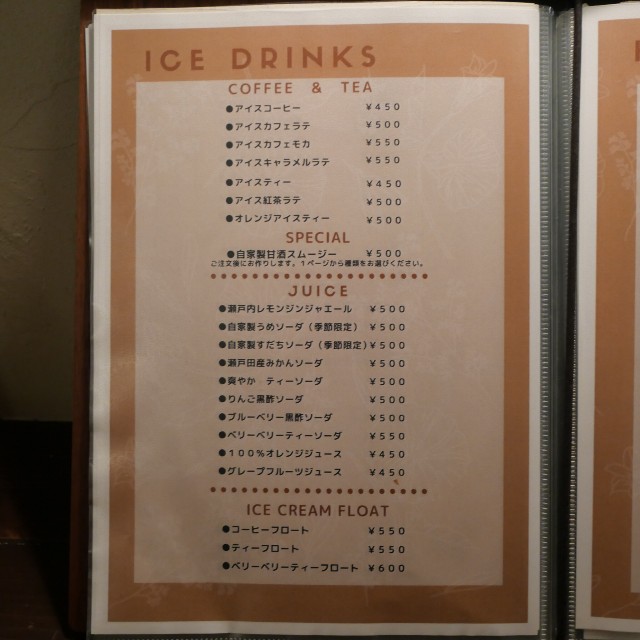 ICE DRINKS
COFFEE & TEA
●アイスコーヒー ¥450
●アイスカフェラテ ¥500
●アイスカフェモカ ¥550
●アイスキャラメルラテ ¥550
●アイスティー ¥450
●アイス紅茶ラテ ¥500
●オレンジアイスティー ¥500
SPECIAL
●自家製甘酒スムージー ¥500
ご注文後にお作りします。1ページから種類をお選びください。
JUICE
●瀬戸内レモンジンジャエール ¥500
●自家製うめソーダ(季節限定) ¥500
●自家製すだちソーダ(季節限定) ¥500
●瀬戸田産みかんソーダ ¥500
●爽やか ティーソーダ ¥500
●りんご黒酢ソーダ ¥500
●ブルーベリー黒酢ソーダ ¥500
●ベリーベリーティーソーダ ¥550
●100%オレンジジュース ¥450
●グレープフルーツジュース ¥450
ICE CREAM FLOAT
●コーヒーフロート ¥550
●ティーフロート ¥550
●ベリーベリーティーフロート ¥600